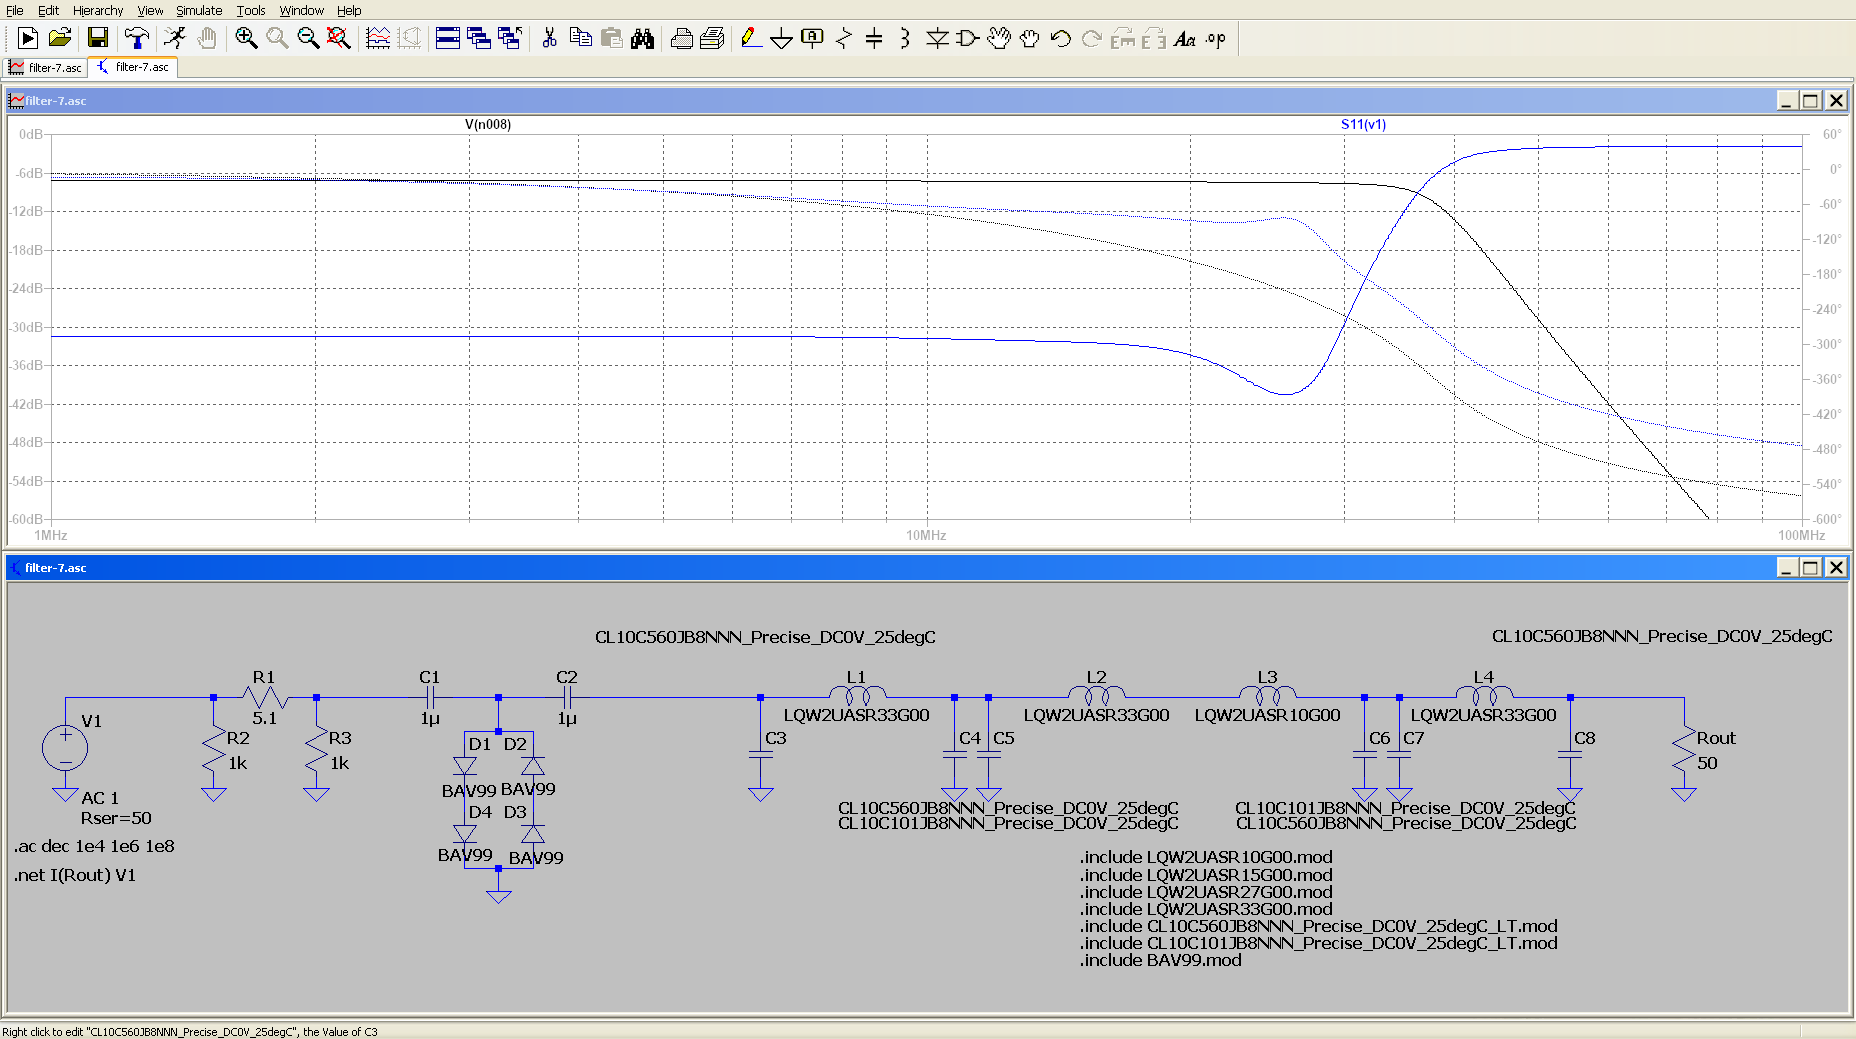 File Edit Hierarchy View Simulate Tools Window Help
Aa .op
filter-7.asc filter-7.asc
filter-7.asc
V(n008) S11(v1)
0dB 60°
-6dB 0°
-12dB -60°
-18dB -120°
-24dB -180°
-30dB -240°
-36dB -300°
-42dB -360°
-48dB -420°
-54dB -480°
-60dB -540°
-600°
1MHz 10MHz 100MHz
filter-7.asc
CL10C560JB8NNN_Precise_DC0V_25degC CL10C560JB8NNN_Precise_DC0V_25degC
R1 C1 C2 L1 L2 L3 L4
5.1 1µ 1µ LQW2UASR33G00 LQW2UASR33G00 LQW2UASR10G00 LQW2UASR33G00
V1 R2 R3 D1 D2 C3 C4 C5 C6 C7 C8 Rout
1k 1k 50
BAV99 BAV99
AC 1 D4 D3
Rser=50
CL10C560JB8NNN_Precise_DC0V_25degC CL10C101JB8NNN_Precise_DC0V_25degC
CL10C101JB8NNN_Precise_DC0V_25degC CL10C560JB8NNN_Precise_DC0V_25degC
.ac dec 1e4 1e6 1e8
BAV99 BAV99
.net I(Rout) V1
.include LQW2UASR10G00.mod
.include LQW2UASR15G00.mod
.include LQW2UASR27G00.mod
.include LQW2UASR33G00.mod
.include CL10C560JB8NNN_Precise_DC0V_25degC_LT.mod
.include CL10C101JB8NNN_Precise_DC0V_25degC_LT.mod
.include BAV99.mod
Right click to edit "CL10C560JB8NNN_Precise_DC0V_25degC", the Value of C3